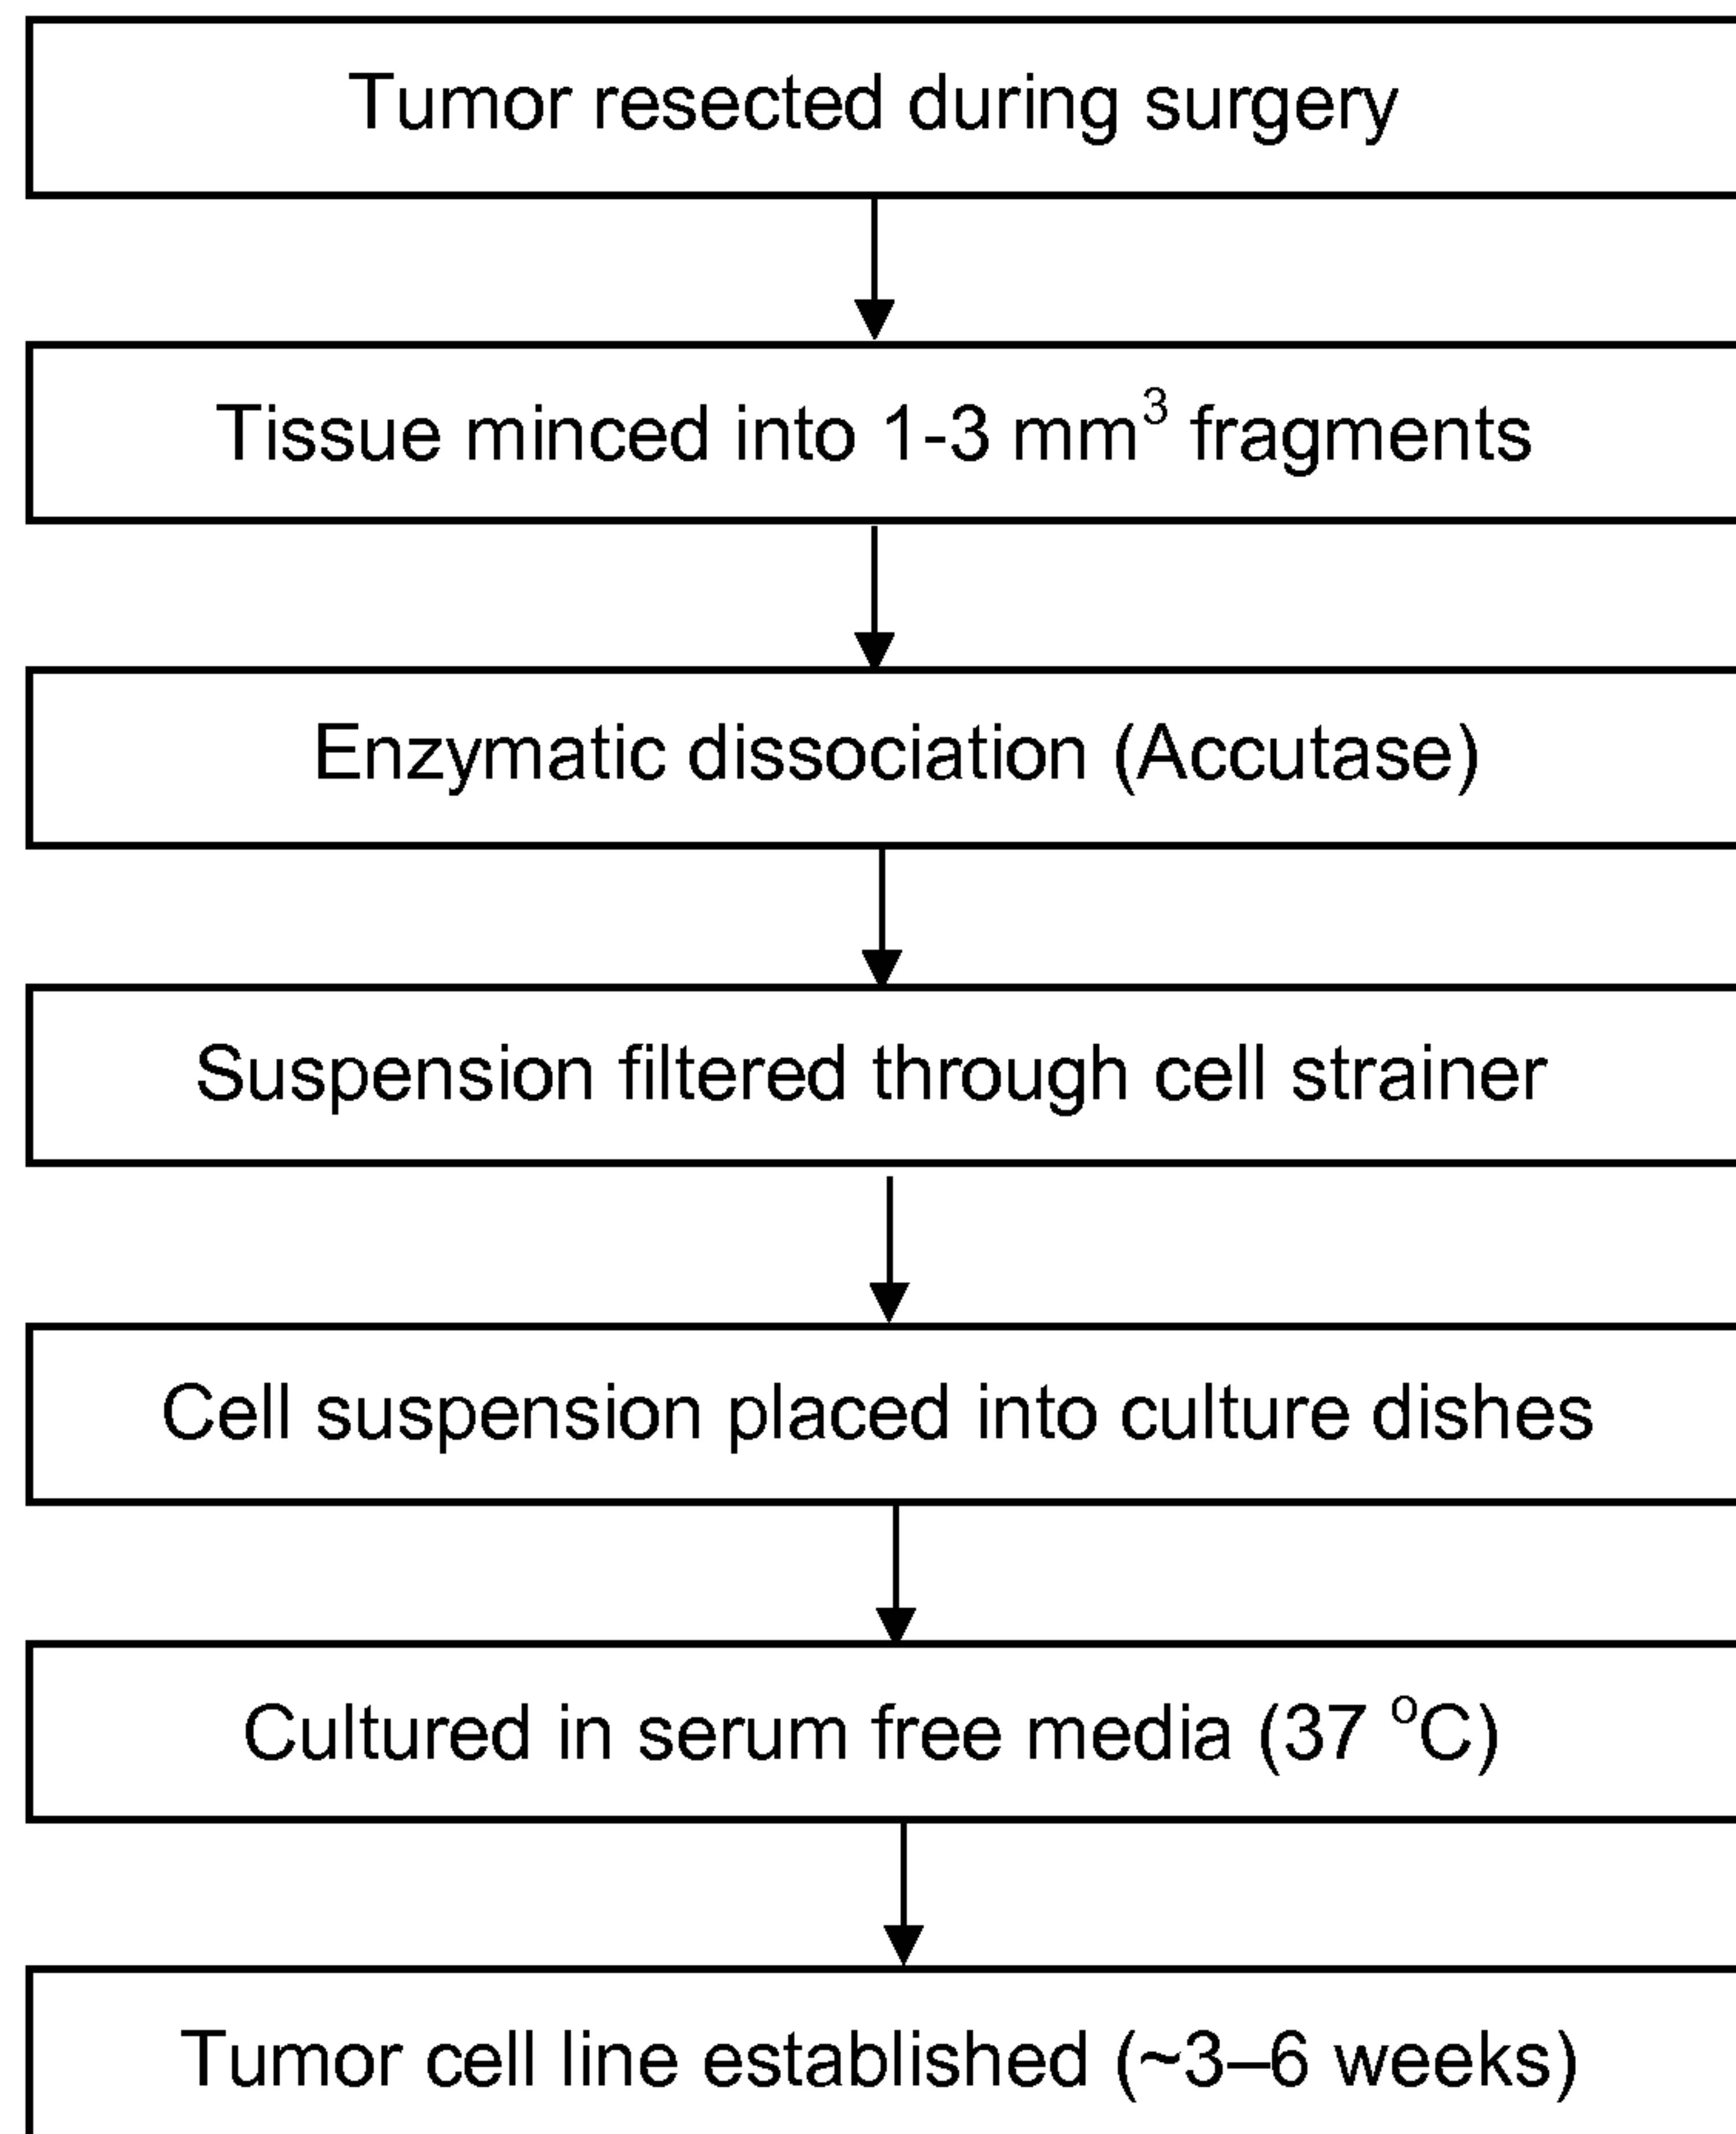 Tumor resected during surgery
Tissue minced into 1-3 mm³ fragments
Enzymatic dissociation (Accutase)
Suspension filtered through cell strainer
Cell suspension placed into culture dishes
Cultured in serum free media (37 ºC)
Tumor cell line established (~3–6 weeks)